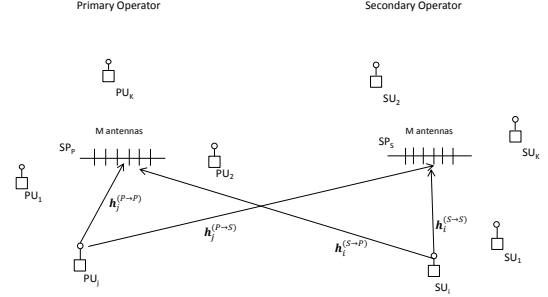 Primary Operator
Secondary Operator
PU_K
SU_2
M antennas
SP_P
M antennas
SP_S
SU_K
PU_2
PU_1
h_j^{(P→P)}
h_j^{(P→S)}
h_i^{(S→P)}
h_i^{(S→S)}
SU_1
PU_j
SU_i